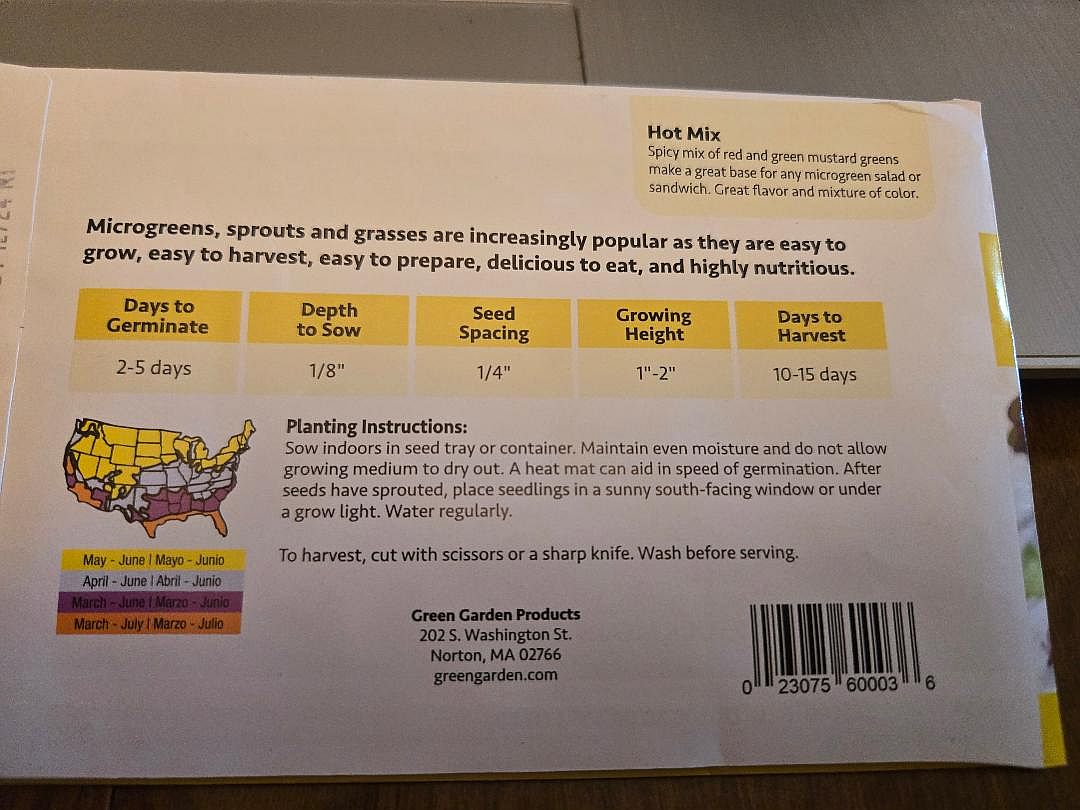 Hot Mix
Spicy mix of red and green mustard greens
make a great base for any microgreen salad or
sandwich. Great flavor and mixture of color.
Microgreens, sprouts and grasses are increasingly popular as they are easy to
grow, easy to harvest, easy to prepare, delicious to eat, and highly nutritious.
Days to
Germinate
2-5 days
Depth
to Sow
1/8"
Seed
Spacing
1/4"
Growing
Height
1"-2"
Days to
Harvest
10-15 days
Planting Instructions:
Sow indoors in seed tray or container. Maintain even moisture and do not allow
growing medium to dry out. A heat mat can aid in speed of germination. After
seeds have sprouted, place seedlings in a sunny south-facing window or under
a grow light. Water regularly.
To harvest, cut with scissors or a sharp knife. Wash before serving.
May - June | Mayo - Junio
April - June | Abril - Junio
March - June | Marzo - Junio
March - July | Marzo - Julio
Green Garden Products
202 S. Washington St.
Norton, MA 02766
greengarden.com
0 23075 60003 6